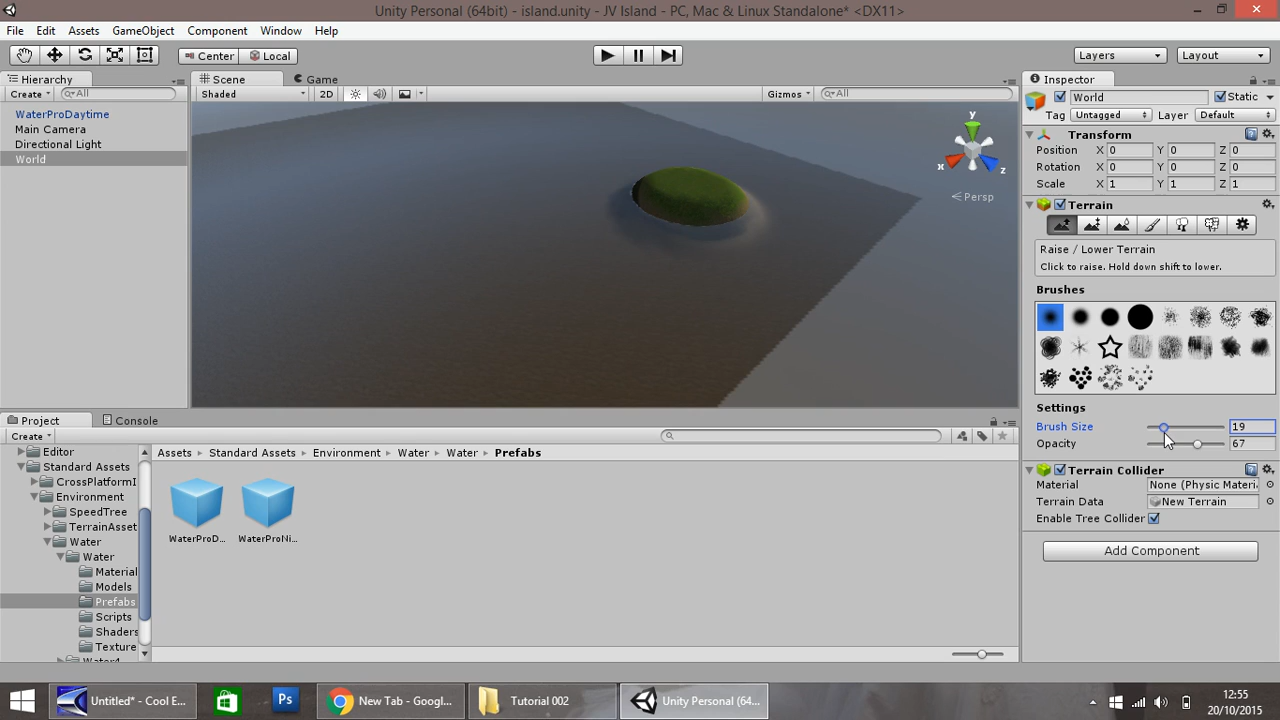 Unity Personal (64bit) - island.unity - JV Island - PC, Mac & Linux Standalone* <DX11>
File Edit Assets GameObject Component Window Help
Center Local Layers Layout
Hierarchy
Create All
WaterProDaytime
Main Camera
Directional Light
World
Scene Game
Shaded 2D Gizmos All
y
x
z
Persp
Inspector
World Static
Tag Untagged Layer Default
Transform
Position X 0 Y 0 Z 0
Rotation X 0 Y 0 Z 0
Scale X 1 Y 1 Z 1
Terrain
Raise / Lower Terrain
Click to raise. Hold down shift to lower.
Brushes
Settings
Brush Size 19
Opacity 67
Terrain Collider
Material None (Physic Materi
Terrain Data New Terrain
Enable Tree Collider
Add Component
Project Console
Create
Editor
Standard Assets
CrossPlatformI
Environment
SpeedTree
TerrainAsset
Water
Water
Material
Models
Prefabs
Scripts
Shaders
Texture
Water4
Assets Standard Assets Environment Water Water Prefabs
WaterProD... WaterProNi...
Untitled* - Cool E...
Ps
New Tab - Googl...
Tutorial 002
Unity Personal (64...
12:55
20/10/2015